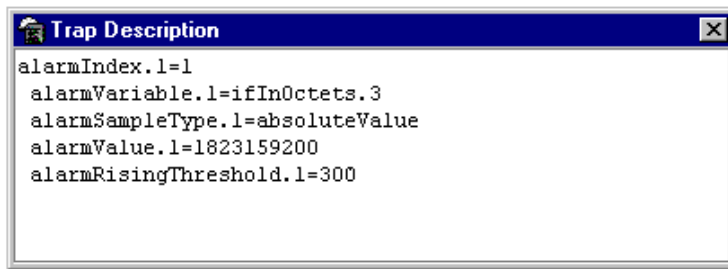 Trap Description
alarmIndex.1=1
alarmVariable.1=ifInOctets.3
alarmSampleType.1=absoluteValue
alarmValue.1=1823159200
alarmRisingThreshold.1=300